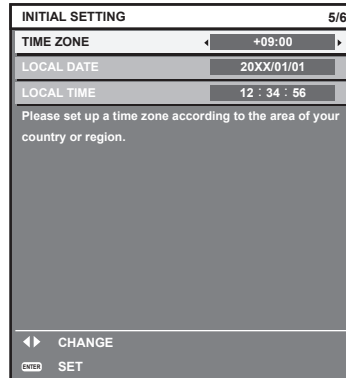 INITIAL SETTING 5/6
TIME ZONE +09:00
LOCAL DATE 20XX/01/01
LOCAL TIME 12 : 34 : 56
Please set up a time zone according to the area of your
country or region.
CHANGE
ENTER SET